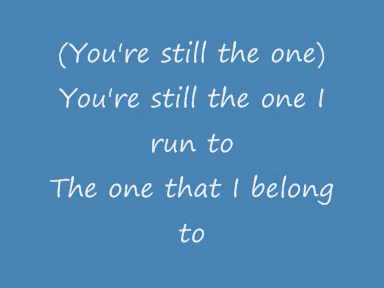 (You're still the one)
You're still the one I
run to
The one that I belong
to